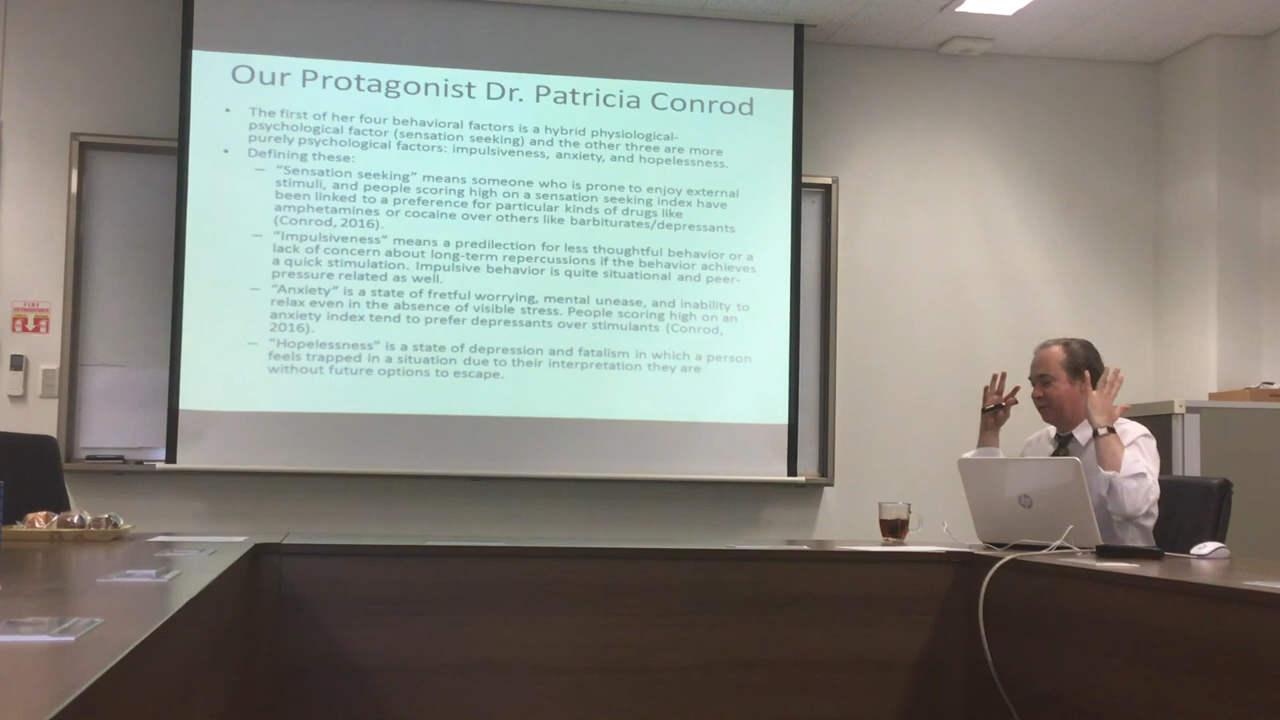 Our Protagonist Dr. Patricia Conrod
• The first of her four behavioral factors is a hybrid physiological-
psychological factor (sensation seeking) and the other three are more
purely psychological factors: impulsiveness, anxiety, and hopelessness.
• Defining these:
– “Sensation seeking” means someone who is prone to enjoy external
stimuli, and people scoring high on a sensation seeking index have
been linked to a preference for particular kinds of drugs like
amphetamines or cocaine over others like barbiturates/depressants
(Conrod, 2016).
– “Impulsiveness” means a predilection for less thoughtful behavior or a
lack of concern about long-term repercussions if the behavior achieves
a quick stimulation. Impulsive behavior is quite situational and peer-
pressure related as well.
– “Anxiety” is a state of fretful worrying, mental unease, and inability to
relax even in the absence of visible stress. People scoring high on an
anxiety index tend to prefer depressants over stimulants (Conrod,
2016).
– “Hopelessness” is a state of depression and fatalism in which a person
feels trapped in a situation due to their interpretation they are
without future options to escape.
FIRE
hp